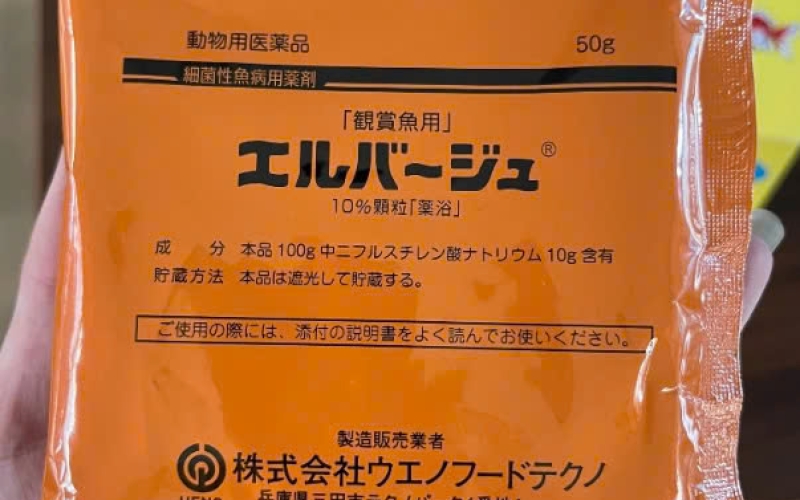 動物用医薬品 50g
細菌性魚病用薬剤
「観賞魚用」
エルバージュ®
10%顆粒「薬浴」
成　分 本品100g中ニフルスチレン酸ナトリウム10g含有
貯蔵方法 本品は遮光して貯蔵する。
ご使用の際には、添付の説明書をよく読んでお使いください。
製造販売業者
株式会社ウエノフードテクノ